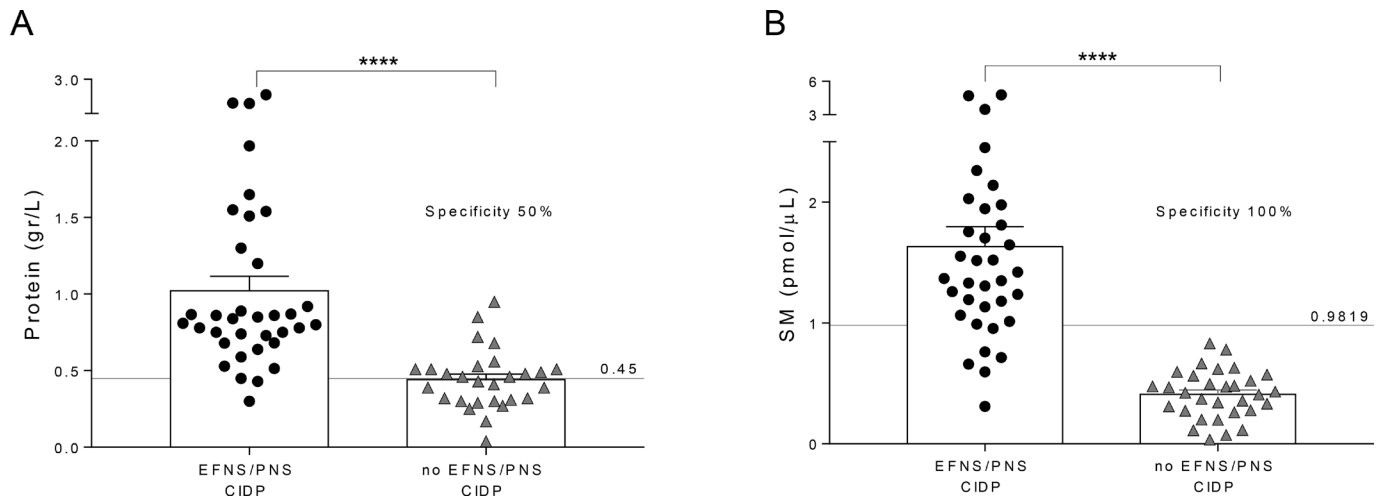 A
B
****
****
3.0
2.0
1.5
1.0
0.5
0.0
Protein (gr/L)
Specificity 50%
0.45
EFNS/PNS
CIDP
no EFNS/PNS
CIDP
6
3
2
1
0
SM (pmol/μL)
Specificity 100%
0.9819
EFNS/PNS
CIDP
no EFNS/PNS
CIDP